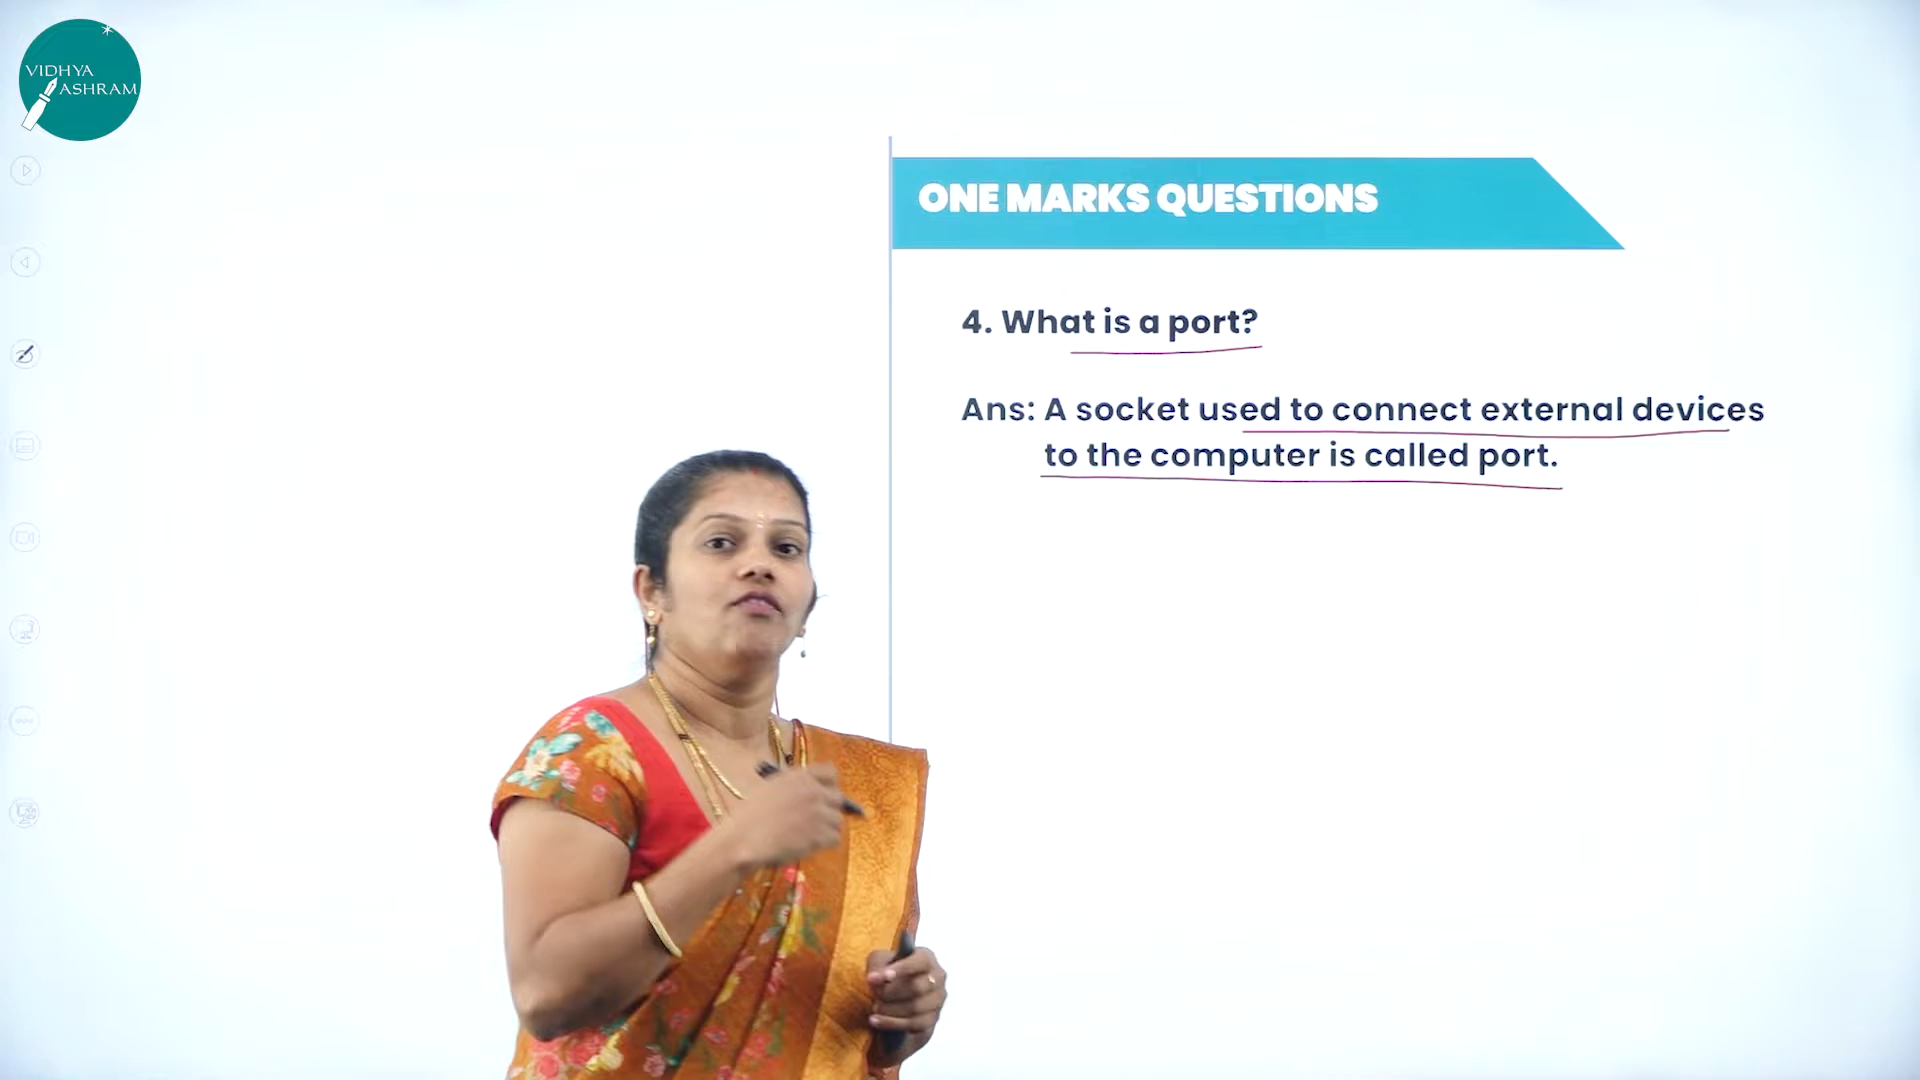 VIDHYA
ASHRAM
ONE MARKS QUESTIONS
4. What is a port?
Ans: A socket used to connect external devices
to the computer is called port.